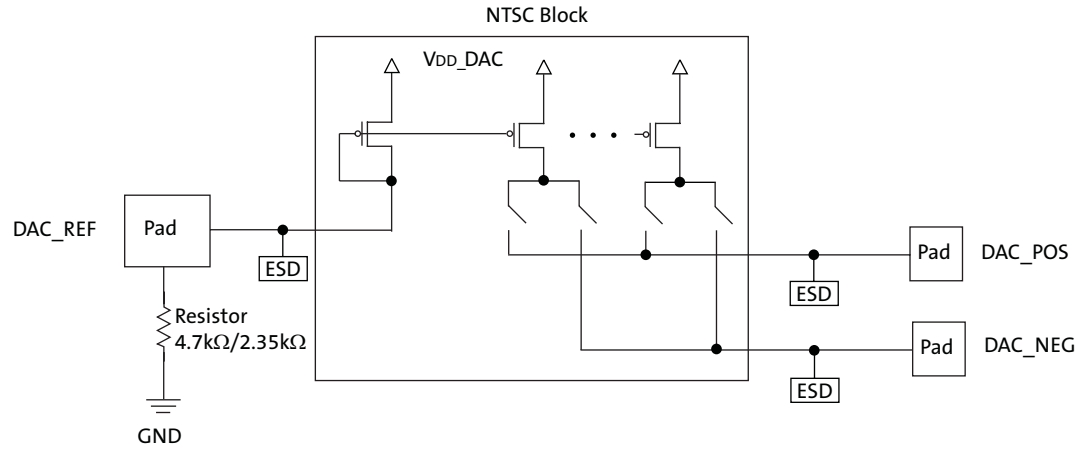 NTSC Block
VDD_DAC
DAC_REF
Pad
ESD
Resistor
4.7kΩ/2.35kΩ
GND
Pad
DAC_POS
ESD
Pad
DAC_NEG
ESD